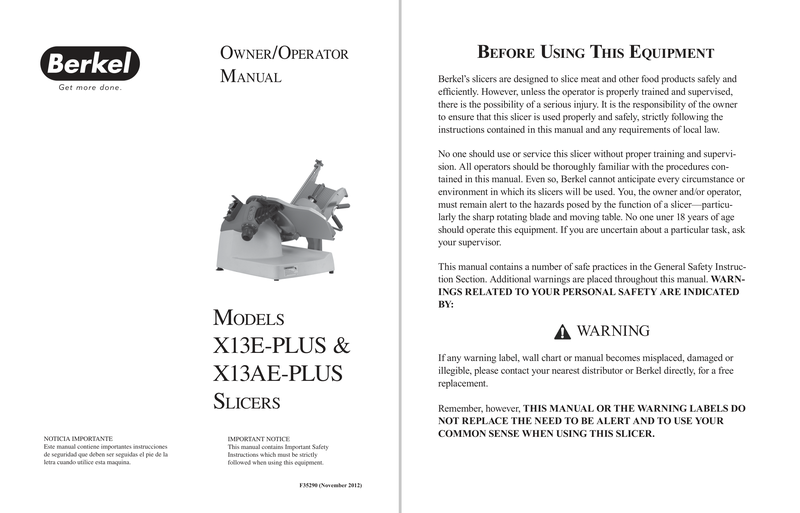 Berkel
Get more done.
OWNER/OPERATOR
MANUAL
MODELS
X13E-PLUS &
X13AE-PLUS
SLICERS
NOTICIA IMPORTANTE
Este manual contiene importantes instrucciones
de seguridad que deben ser seguidas el pie de la
letra cuando utilice esta maquina.
IMPORTANT NOTICE
This manual contains Important Safety
Instructions which must be strictly
followed when using this equipment.
F35290 (November 2012)
BEFORE USING THIS EQUIPMENT
Berkel's slicers are designed to slice meat and other food products safely and
efficiently. However, unless the operator is properly trained and supervised,
there is the possibility of a serious injury. It is the responsibility of the owner
to ensure that this slicer is used properly and safely, strictly following the
instructions contained in this manual and any requirements of local law.
No one should use or service this slicer without proper training and supervi-
sion. All operators should be thoroughly familiar with the procedures con-
tained in this manual. Even so, Berkel cannot anticipate every circumstance or
environment in which its slicers will be used. You, the owner and/or operator,
must remain alert to the hazards posed by the function of a slicer—particu-
larly the sharp rotating blade and moving table. No one uner 18 years of age
should operate this equipment. If you are uncertain about a particular task, ask
your supervisor.
This manual contains a number of safe practices in the General Safety Instruc-
tion Section. Additional warnings are placed throughout this manual. WARN-
INGS RELATED TO YOUR PERSONAL SAFETY ARE INDICATED
BY:
WARNING
If any warning label, wall chart or manual becomes misplaced, damaged or
illegible, please contact your nearest distributor or Berkel directly, for a free
replacement.
Remember, however, THIS MANUAL OR THE WARNING LABELS DO
NOT REPLACE THE NEED TO BE ALERT AND TO USE YOUR
COMMON SENSE WHEN USING THIS SLICER.